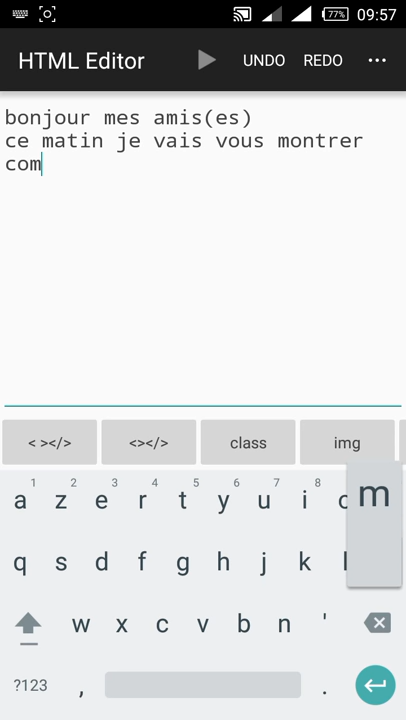 77% 09:57
HTML Editor UNDO REDO ...
bonjour mes amis(es)
ce matin je vais vous montrer
com
< ></> <></> class img
1 2 3 4 5 6 7 8
a z e r t y u i
m
q s d f g h j k
w x c v b n '
?123 , .